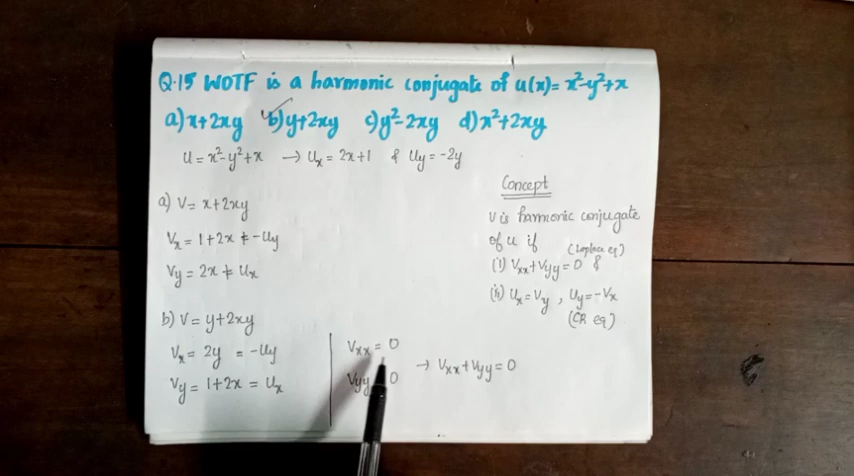 Q.15 WOTF is a harmonic conjugate of u(x)= x²-y²+x
a) x+2xy b) y+2xy c) y²-2xy d) x²+2xy
u = x²-y²+x → Ux = 2x+1 & Uy = -2y
a) V= x+2xy
Vx = 1+2x ≠ -Uy
Vy = 2x ≠ Ux
b) V = y+2xy
Vx = 2y = -Uy
Vy = 1+2x = Ux
Vxx = 0
Vyy 0
→ Vxx+Vyy = 0
Concept
V is harmonic conjugate
of u if
(Laplace eq)
(i) Vxx+Vyy = 0 &
(ii) Ux = Vy , Uy = -Vx
(CR eq)